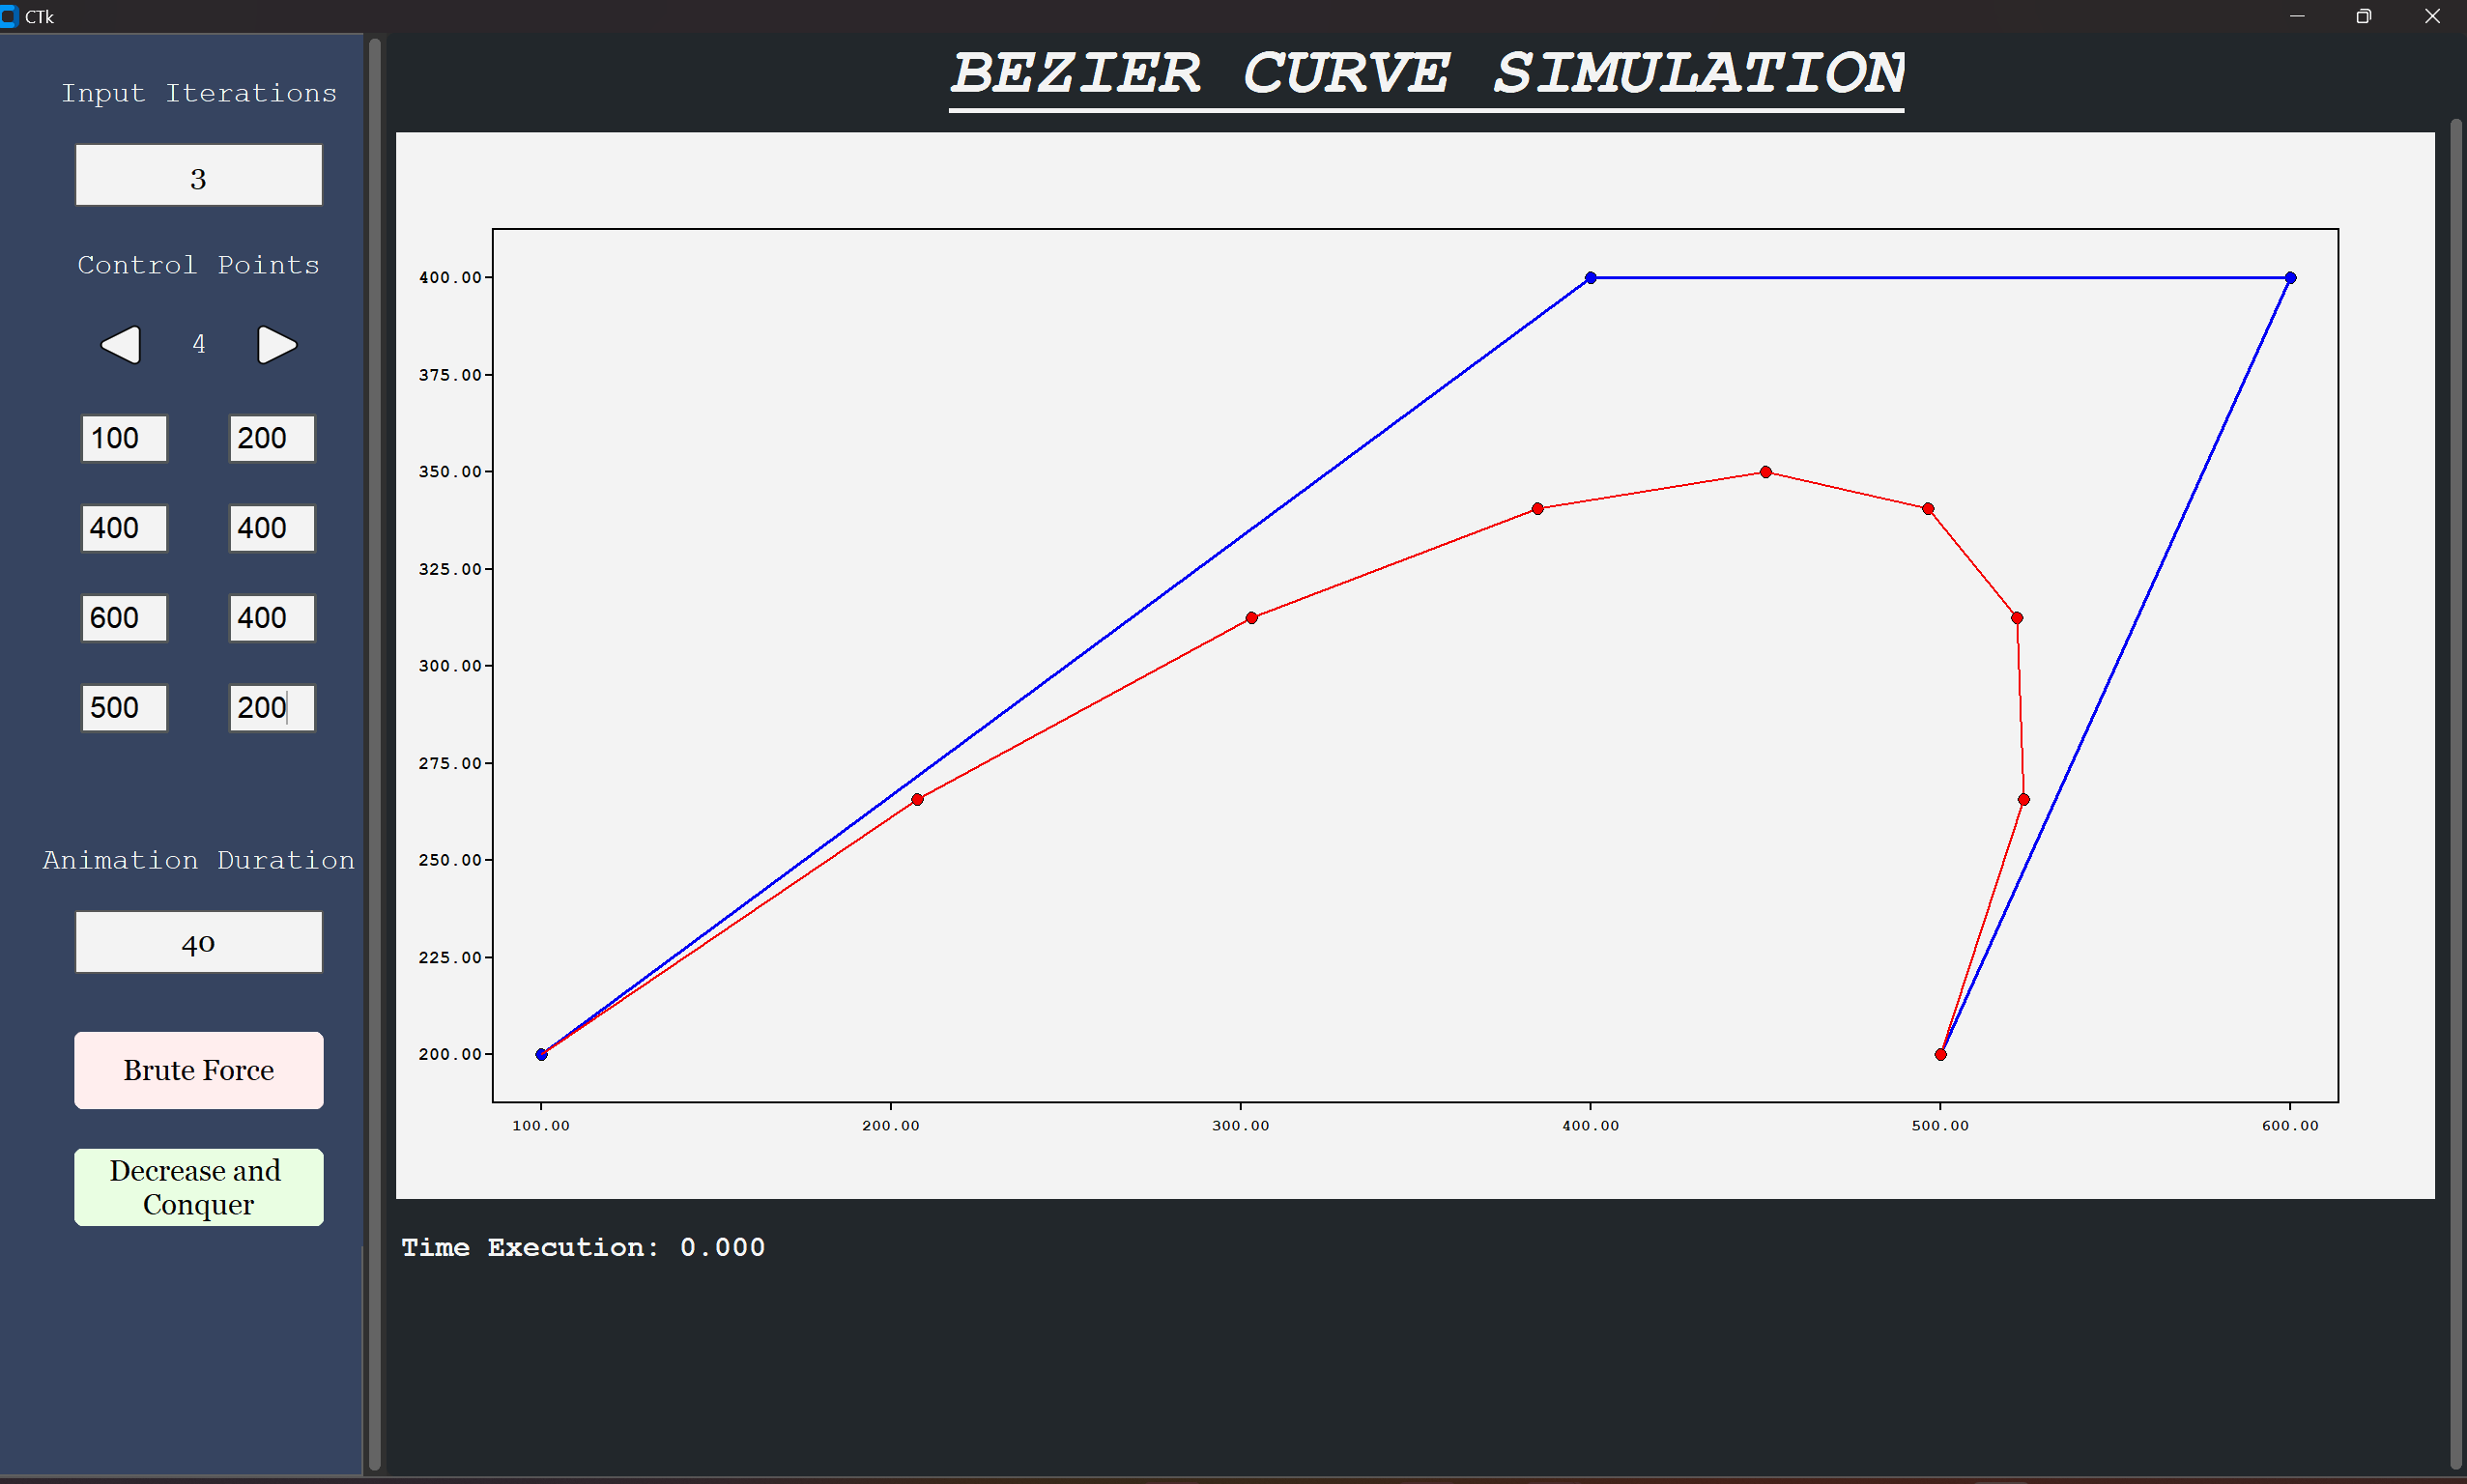 CTk
Input Iterations
3
Control Points
4
100 200
400 400
600 400
500 200
Animation Duration
40
Brute Force
Decrease and
Conquer
BEZIER CURVE SIMULATION
400.00
375.00
350.00
325.00
300.00
275.00
250.00
225.00
200.00
100.00 200.00 300.00 400.00 500.00 600.00
Time Execution: 0.000